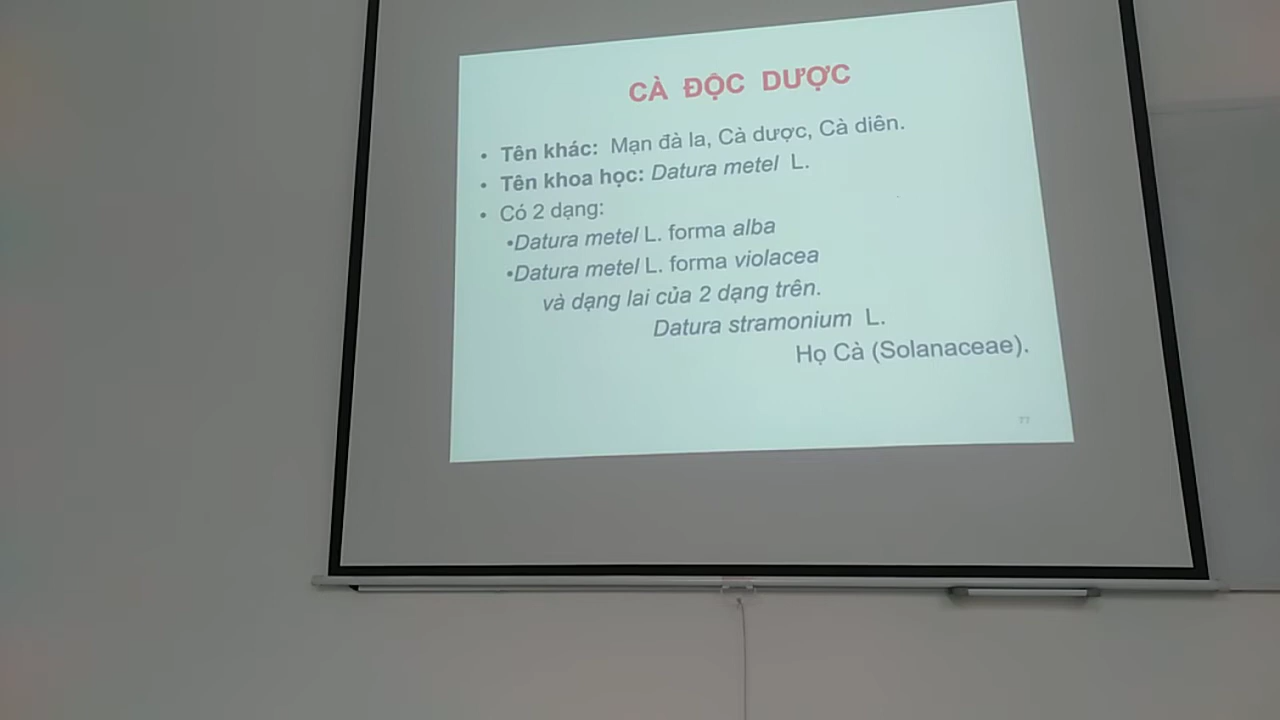 CÀ ĐỘC DƯỢC
• Tên khác: Mạn đà la, Cà dược, Cà diên.
• Tên khoa học: Datura metel L.
• Có 2 dạng:
•Datura metel L. forma alba
•Datura metel L. forma violacea
và dạng lai của 2 dạng trên.
Datura stramonium L.
Họ Cà (Solanaceae).
77